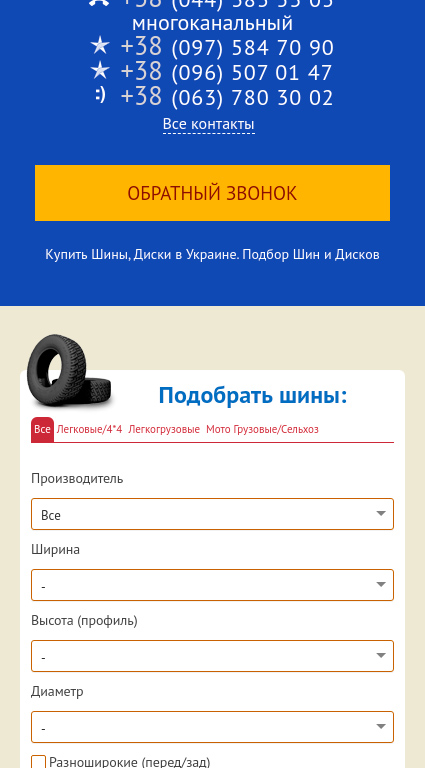 +38 (044) 383 33 03
многоканальный
+38 (097) 584 70 90
+38 (096) 507 01 47
:) +38 (063) 780 30 02
Все контакты
ОБРАТНЫЙ ЗВОНОК
Купить Шины, Диски в Украине. Подбор Шин и Дисков
Подобрать шины:
Все Легковые/4*4 Легкогрузовые Мото Грузовые/Сельхоз
Производитель
Все
Ширина
-
Высота (профиль)
-
Диаметр
-
Разноширокие (перед/зад)